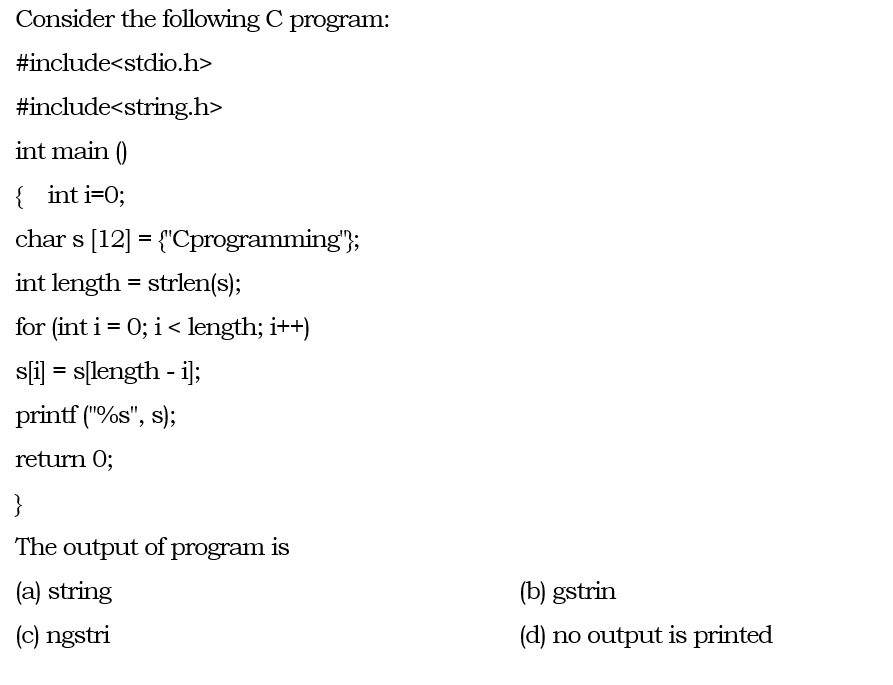 Consider the following C program:
#include<stdio.h>
#include<string.h>
int main ()
{ int i=0;
char s [12] = {"Cprogramming"};
int length = strlen(s);
for (int i = 0; i < length; i++)
s[i] = s[length - i];
printf ("%s", s);
return 0;
}
The output of program is
(a) string (b) gstrin
(c) ngstri (d) no output is printed